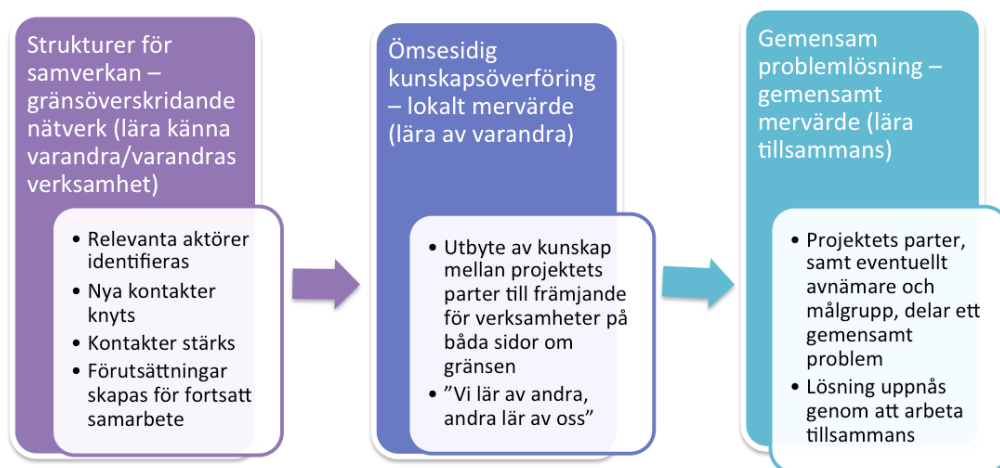 Strukturer för
samverkan –
gränsöverskridande
nätverk (lära känna
varandra/varandras
verksamhet)
• Relevanta aktörer
identifieras
• Nya kontakter
knyts
• Kontakter stärks
• Förutsättningar
skapas för fortsatt
samarbete
Ömsesidig
kunskapsöverföring
– lokalt mervärde
(lära av varandra)
• Utbyte av kunskap
mellan projektets
parter till främjande
för verksamheter på
båda sidor om
gränsen
• ”Vi lär av andra,
andra lär av oss”
Gemensam
problemlösning –
gemensamt
mervärde (lära
tillsammans)
• Projektets parter,
samt eventuellt
avnämare och
målgrupp, delar ett
gemensamt
problem
• Lösning uppnås
genom att arbeta
tillsammans